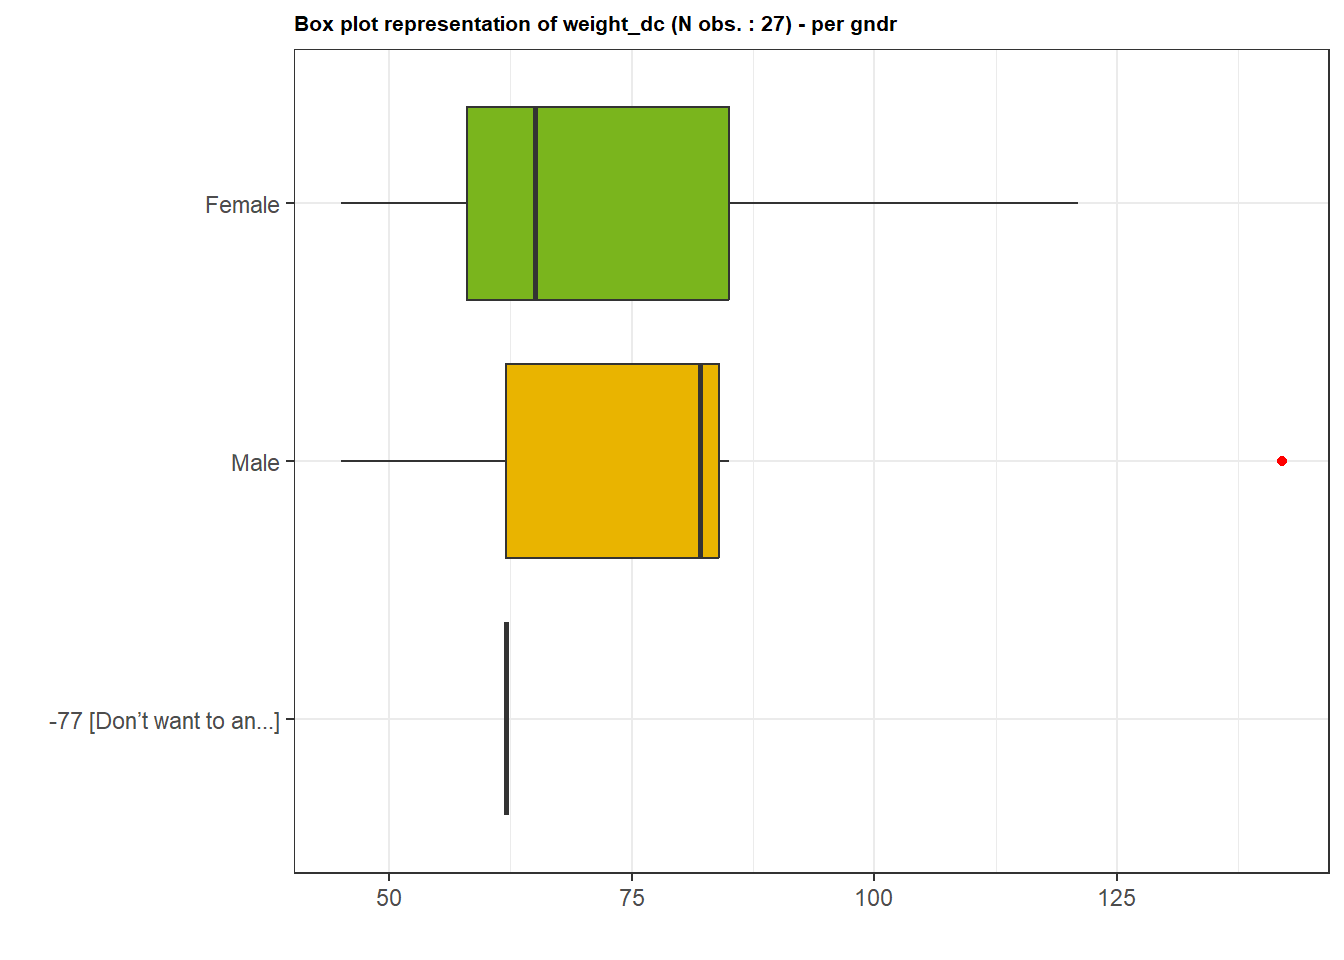 Box plot representation of weight_dc (N obs. : 27) - per gndr
Female
Male
-77 [Don’t want to an...]
50 75 100 125